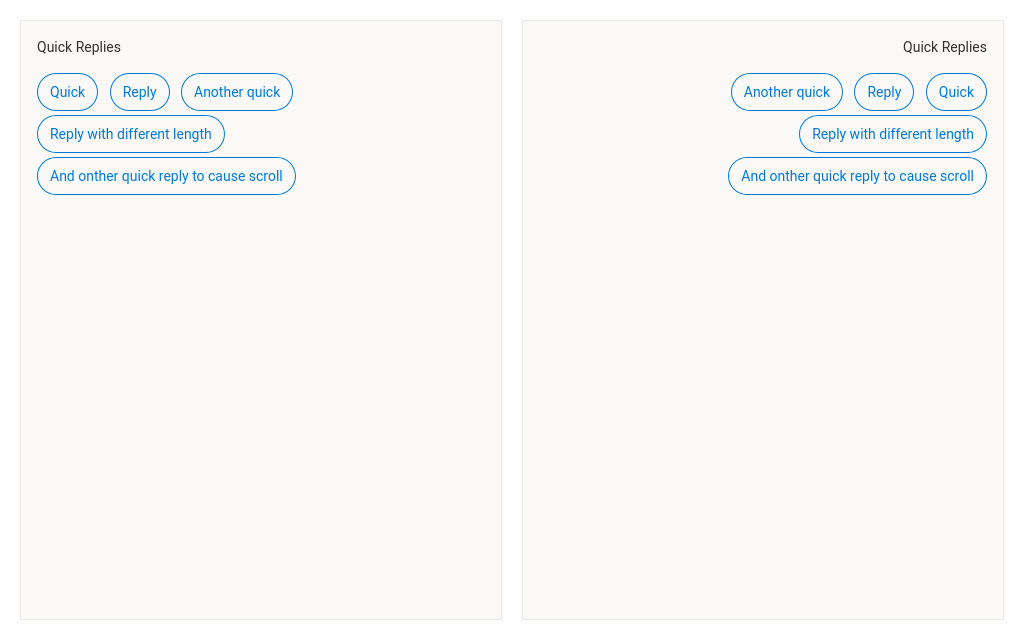 Quick Replies
Quick Reply Another quick
Reply with different length
And onther quick reply to cause scroll
Quick Replies
Another quick Reply Quick
Reply with different length
And onther quick reply to cause scroll